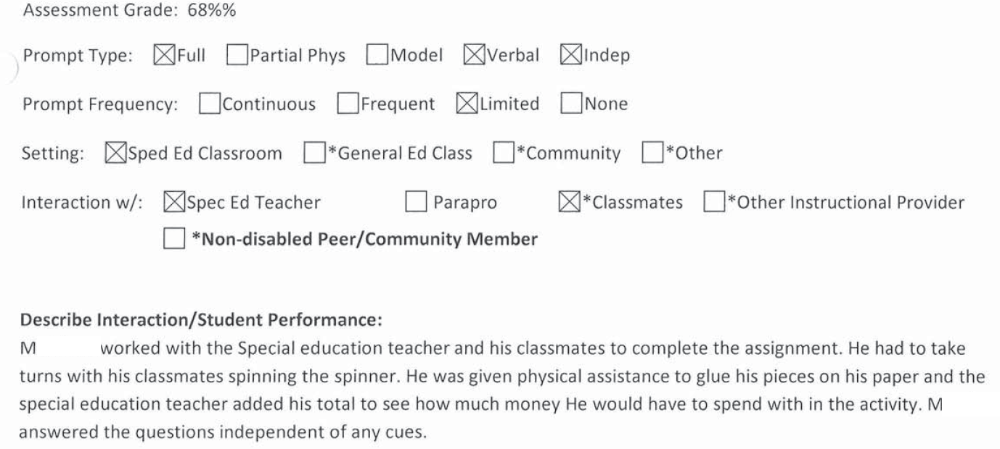 Assessment Grade: 68%%
Prompt Type: ☒Full ☐Partial Phys ☐Model ☒Verbal ☒Indep
Prompt Frequency: ☐Continuous ☐Frequent ☒Limited ☐None
Setting: ☒Sped Ed Classroom ☐*General Ed Class ☐*Community ☐*Other
Interaction w/: ☒Spec Ed Teacher ☐ Parapro ☒*Classmates ☐*Other Instructional Provider
☐ *Non-disabled Peer/Community Member
Describe Interaction/Student Performance:
M worked with the Special education teacher and his classmates to complete the assignment. He had to take
turns with his classmates spinning the spinner. He was given physical assistance to glue his pieces on his paper and the
special education teacher added his total to see how much money He would have to spend with in the activity. M
answered the questions independent of any cues.